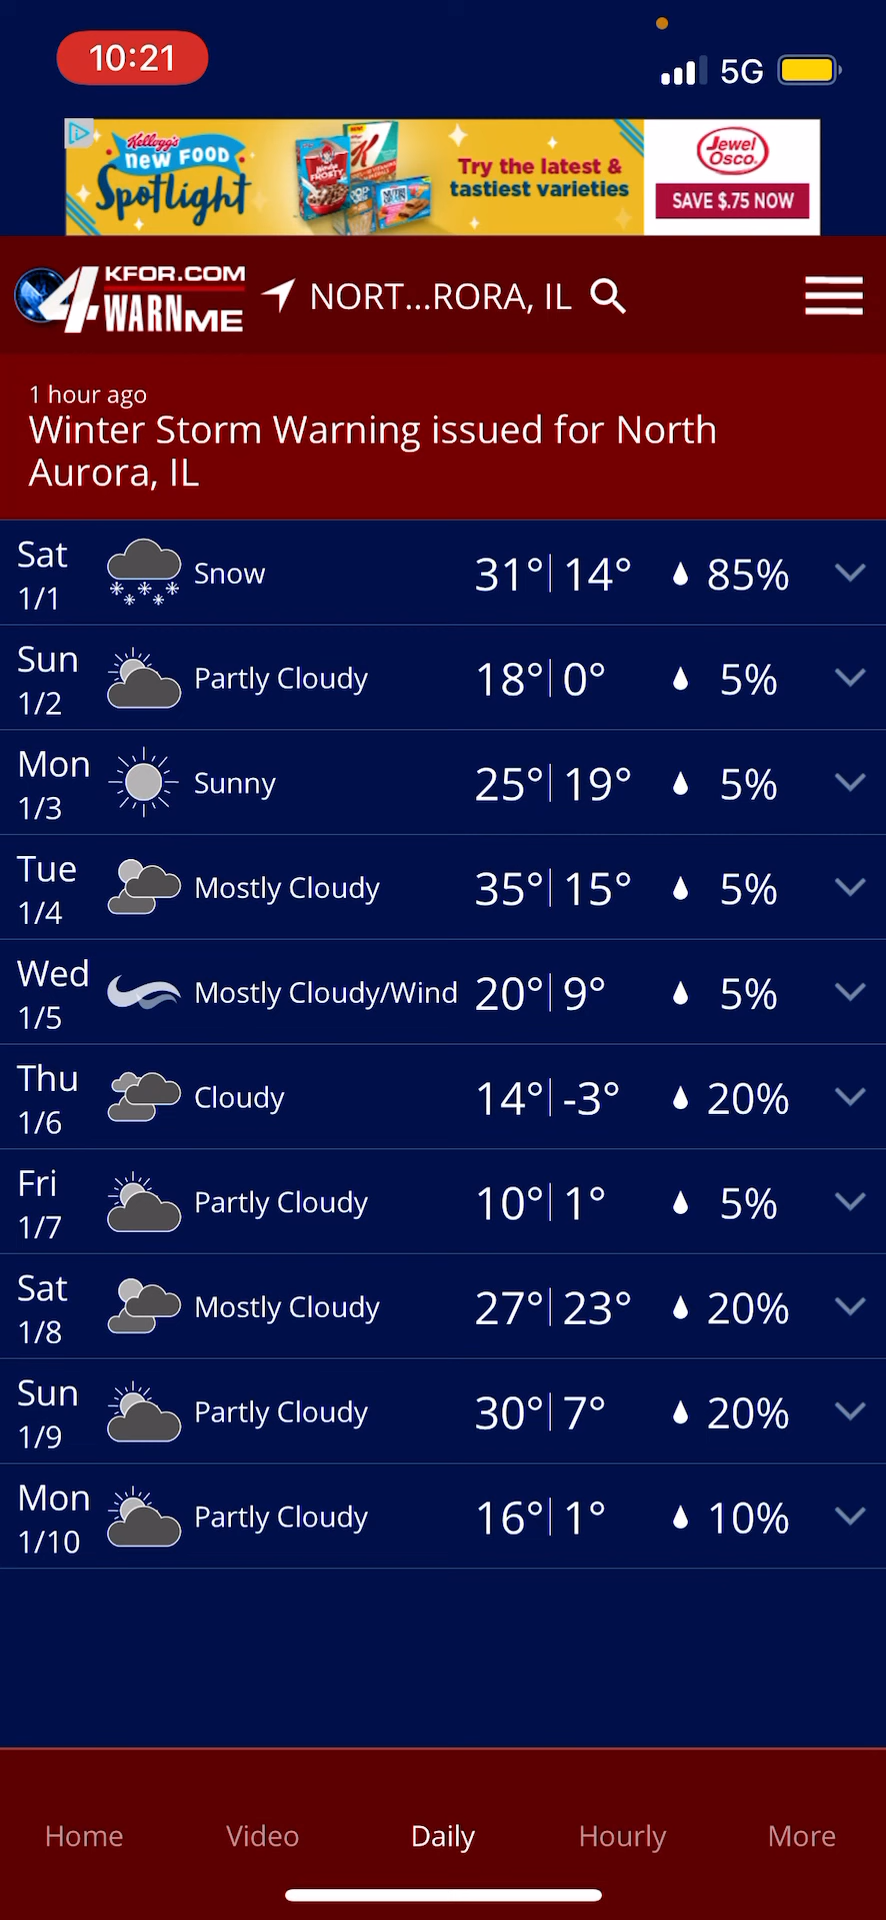 10:21
5G
Kellogg's
new FOOD
Spotlight
Try the latest &
tastiest varieties
Jewel
Osco.
SAVE $.75 NOW
4 KFOR.COM
WARN ME
NORT...RORA, IL
1 hour ago
Winter Storm Warning issued for North
Aurora, IL
Sat 1/1 Snow 31° 14° 85%
Sun 1/2 Partly Cloudy 18° 0° 5%
Mon 1/3 Sunny 25° 19° 5%
Tue 1/4 Mostly Cloudy 35° 15° 5%
Wed 1/5 Mostly Cloudy/Wind 20° 9° 5%
Thu 1/6 Cloudy 14° -3° 20%
Fri 1/7 Partly Cloudy 10° 1° 5%
Sat 1/8 Mostly Cloudy 27° 23° 20%
Sun 1/9 Partly Cloudy 30° 7° 20%
Mon 1/10 Partly Cloudy 16° 1° 10%
Home Video Daily Hourly More